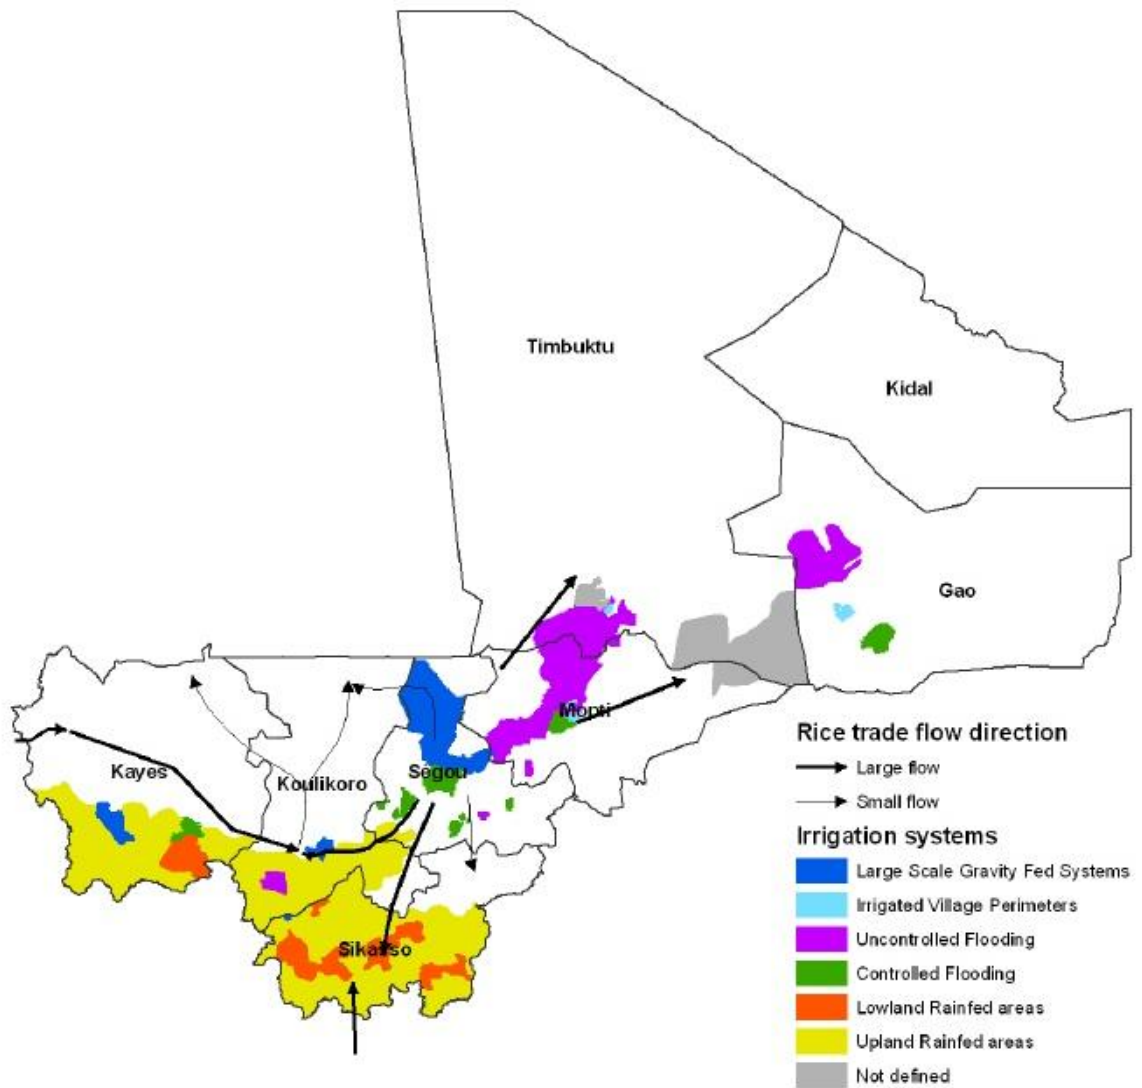 Timbuktu
Kidal
Gao
Mopti
Kayes
Koulikoro
Ségou
Sikasso
Rice trade flow direction
Large flow
Small flow
Irrigation systems
Large Scale Gravity Fed Systems
Irrigated Village Perimeters
Uncontrolled Flooding
Controlled Flooding
Lowland Rainfed areas
Upland Rainfed areas
Not defined